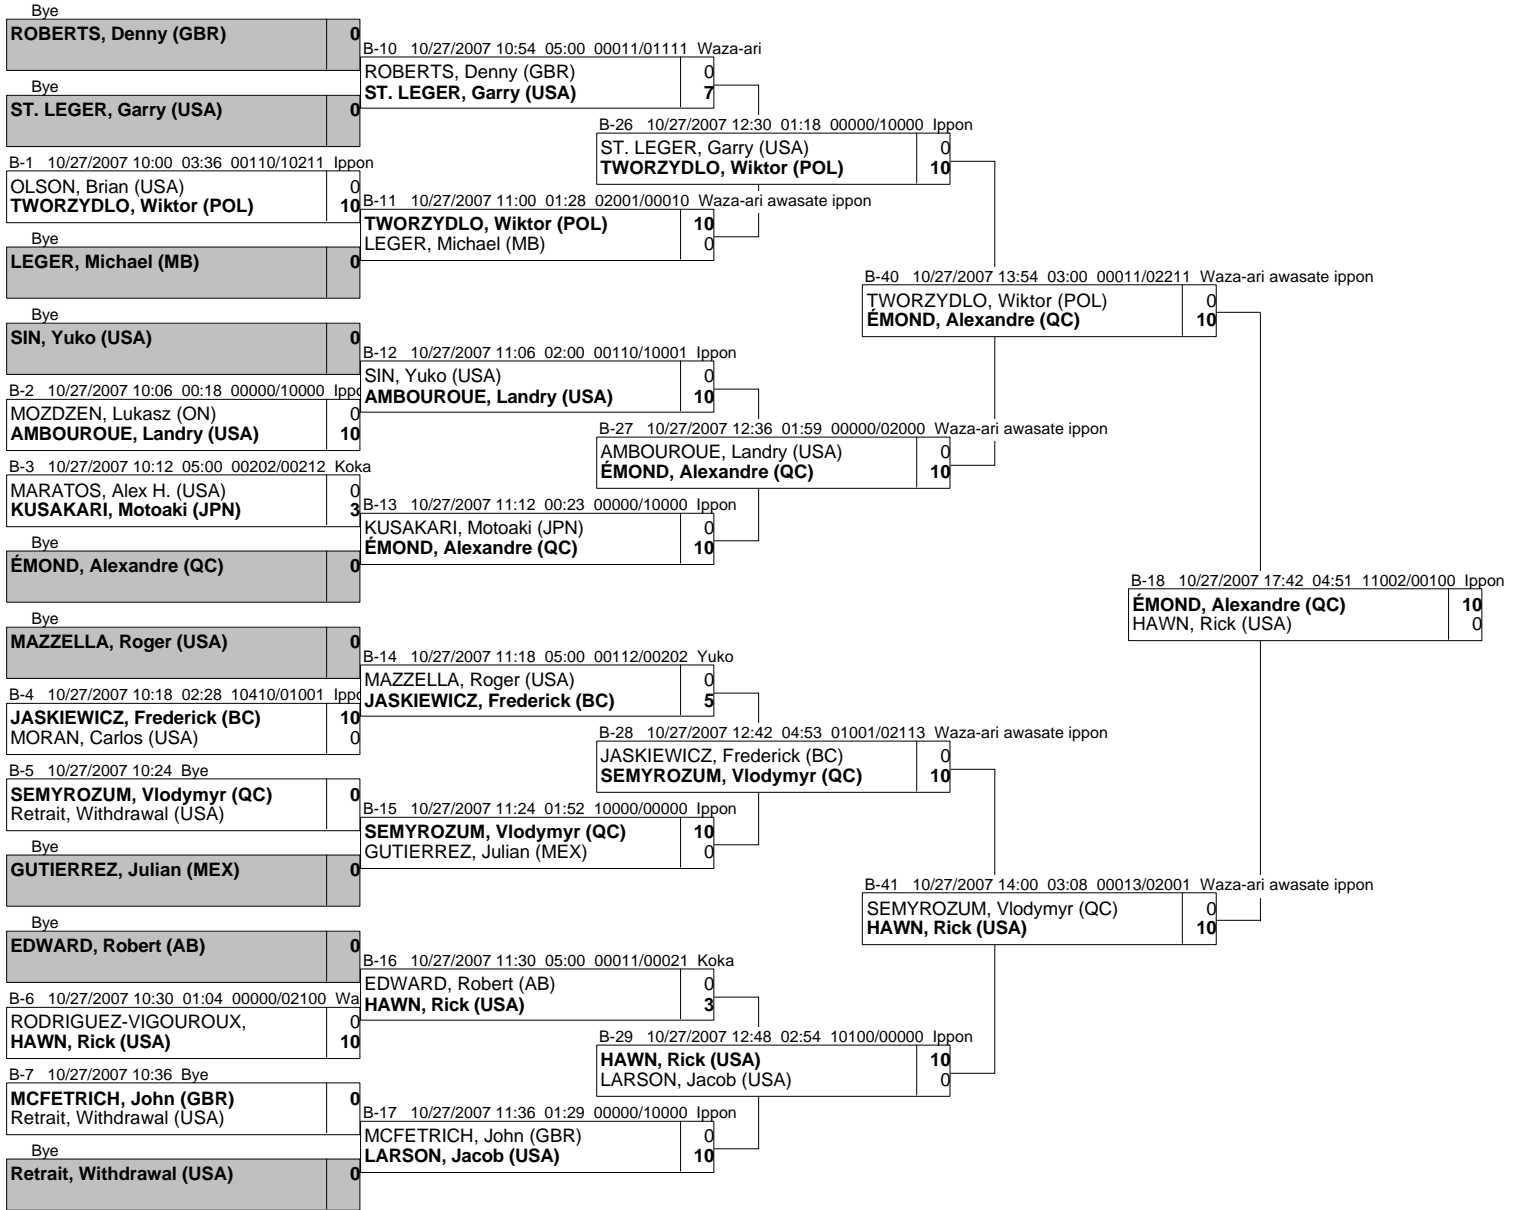 Bye
ROBERTS, Denny (GBR) 0
Bye
ST. LEGER, Garry (USA) 0
B-1 10/27/2007 10:00 03:36 00110/10211 Ippon
OLSON, Brian (USA) 0
TWORZYDLO, Wiktor (POL) 10
Bye
LEGER, Michael (MB) 0
Bye
SIN, Yuko (USA) 0
B-2 10/27/2007 10:06 00:18 00000/10000 Ippo
MOZDZEN, Lukasz (ON) 0
AMBOUROUE, Landry (USA) 10
B-3 10/27/2007 10:12 05:00 00202/00212 Koka
MARATOS, Alex H. (USA) 0
KUSAKARI, Motoaki (JPN) 3
Bye
ÉMOND, Alexandre (QC) 0
Bye
MAZZELLA, Roger (USA) 0
B-4 10/27/2007 10:18 02:28 10410/01001 Ippo
JASKIEWICZ, Frederick (BC) 10
MORAN, Carlos (USA) 0
B-5 10/27/2007 10:24 Bye
SEMYROZUM, Vlodymyr (QC) 0
Retrait, Withdrawal (USA)
Bye
GUTIERREZ, Julian (MEX) 0
Bye
EDWARD, Robert (AB) 0
B-6 10/27/2007 10:30 01:04 00000/02100 Wa
RODRIGUEZ-VIGOUROUX, 0
HAWN, Rick (USA) 10
B-7 10/27/2007 10:36 Bye
MCFETRICH, John (GBR) 0
Retrait, Withdrawal (USA)
Bye
Retrait, Withdrawal (USA) 0
B-10 10/27/2007 10:54 05:00 00011/01111 Waza-ari
ROBERTS, Denny (GBR) 0
ST. LEGER, Garry (USA) 7
B-11 10/27/2007 11:00 01:28 02001/00010 Waza-ari awasate ippon
TWORZYDLO, Wiktor (POL) 10
LEGER, Michael (MB) 0
B-12 10/27/2007 11:06 02:00 00110/10001 Ippon
SIN, Yuko (USA) 0
AMBOUROUE, Landry (USA) 10
B-13 10/27/2007 11:12 00:23 00000/10000 Ippon
KUSAKARI, Motoaki (JPN) 0
ÉMOND, Alexandre (QC) 10
B-14 10/27/2007 11:18 05:00 00112/00202 Yuko
MAZZELLA, Roger (USA) 0
JASKIEWICZ, Frederick (BC) 5
B-15 10/27/2007 11:24 01:52 10000/00000 Ippon
SEMYROZUM, Vlodymyr (QC) 10
GUTIERREZ, Julian (MEX) 0
B-16 10/27/2007 11:30 05:00 00011/00021 Koka
EDWARD, Robert (AB) 0
HAWN, Rick (USA) 3
B-17 10/27/2007 11:36 01:29 00000/10000 Ippon
MCFETRICH, John (GBR) 0
LARSON, Jacob (USA) 10
B-26 10/27/2007 12:30 01:18 00000/10000 Ippon
ST. LEGER, Garry (USA) 0
TWORZYDLO, Wiktor (POL) 10
B-27 10/27/2007 12:36 01:59 00000/02000 Waza-ari awasate ippon
AMBOUROUE, Landry (USA) 0
ÉMOND, Alexandre (QC) 10
B-28 10/27/2007 12:42 04:53 01001/02113 Waza-ari awasate ippon
JASKIEWICZ, Frederick (BC) 0
SEMYROZUM, Vlodymyr (QC) 10
B-29 10/27/2007 12:48 02:54 10100/00000 Ippon
HAWN, Rick (USA) 10
LARSON, Jacob (USA) 0
B-40 10/27/2007 13:54 03:00 00011/02211 Waza-ari awasate ippon
TWORZYDLO, Wiktor (POL) 0
ÉMOND, Alexandre (QC) 10
B-41 10/27/2007 14:00 03:08 00013/02001 Waza-ari awasate ippon
SEMYROZUM, Vlodymyr (QC) 0
HAWN, Rick (USA) 10
B-18 10/27/2007 17:42 04:51 11002/00100 Ippon
ÉMOND, Alexandre (QC) 10
HAWN, Rick (USA) 0